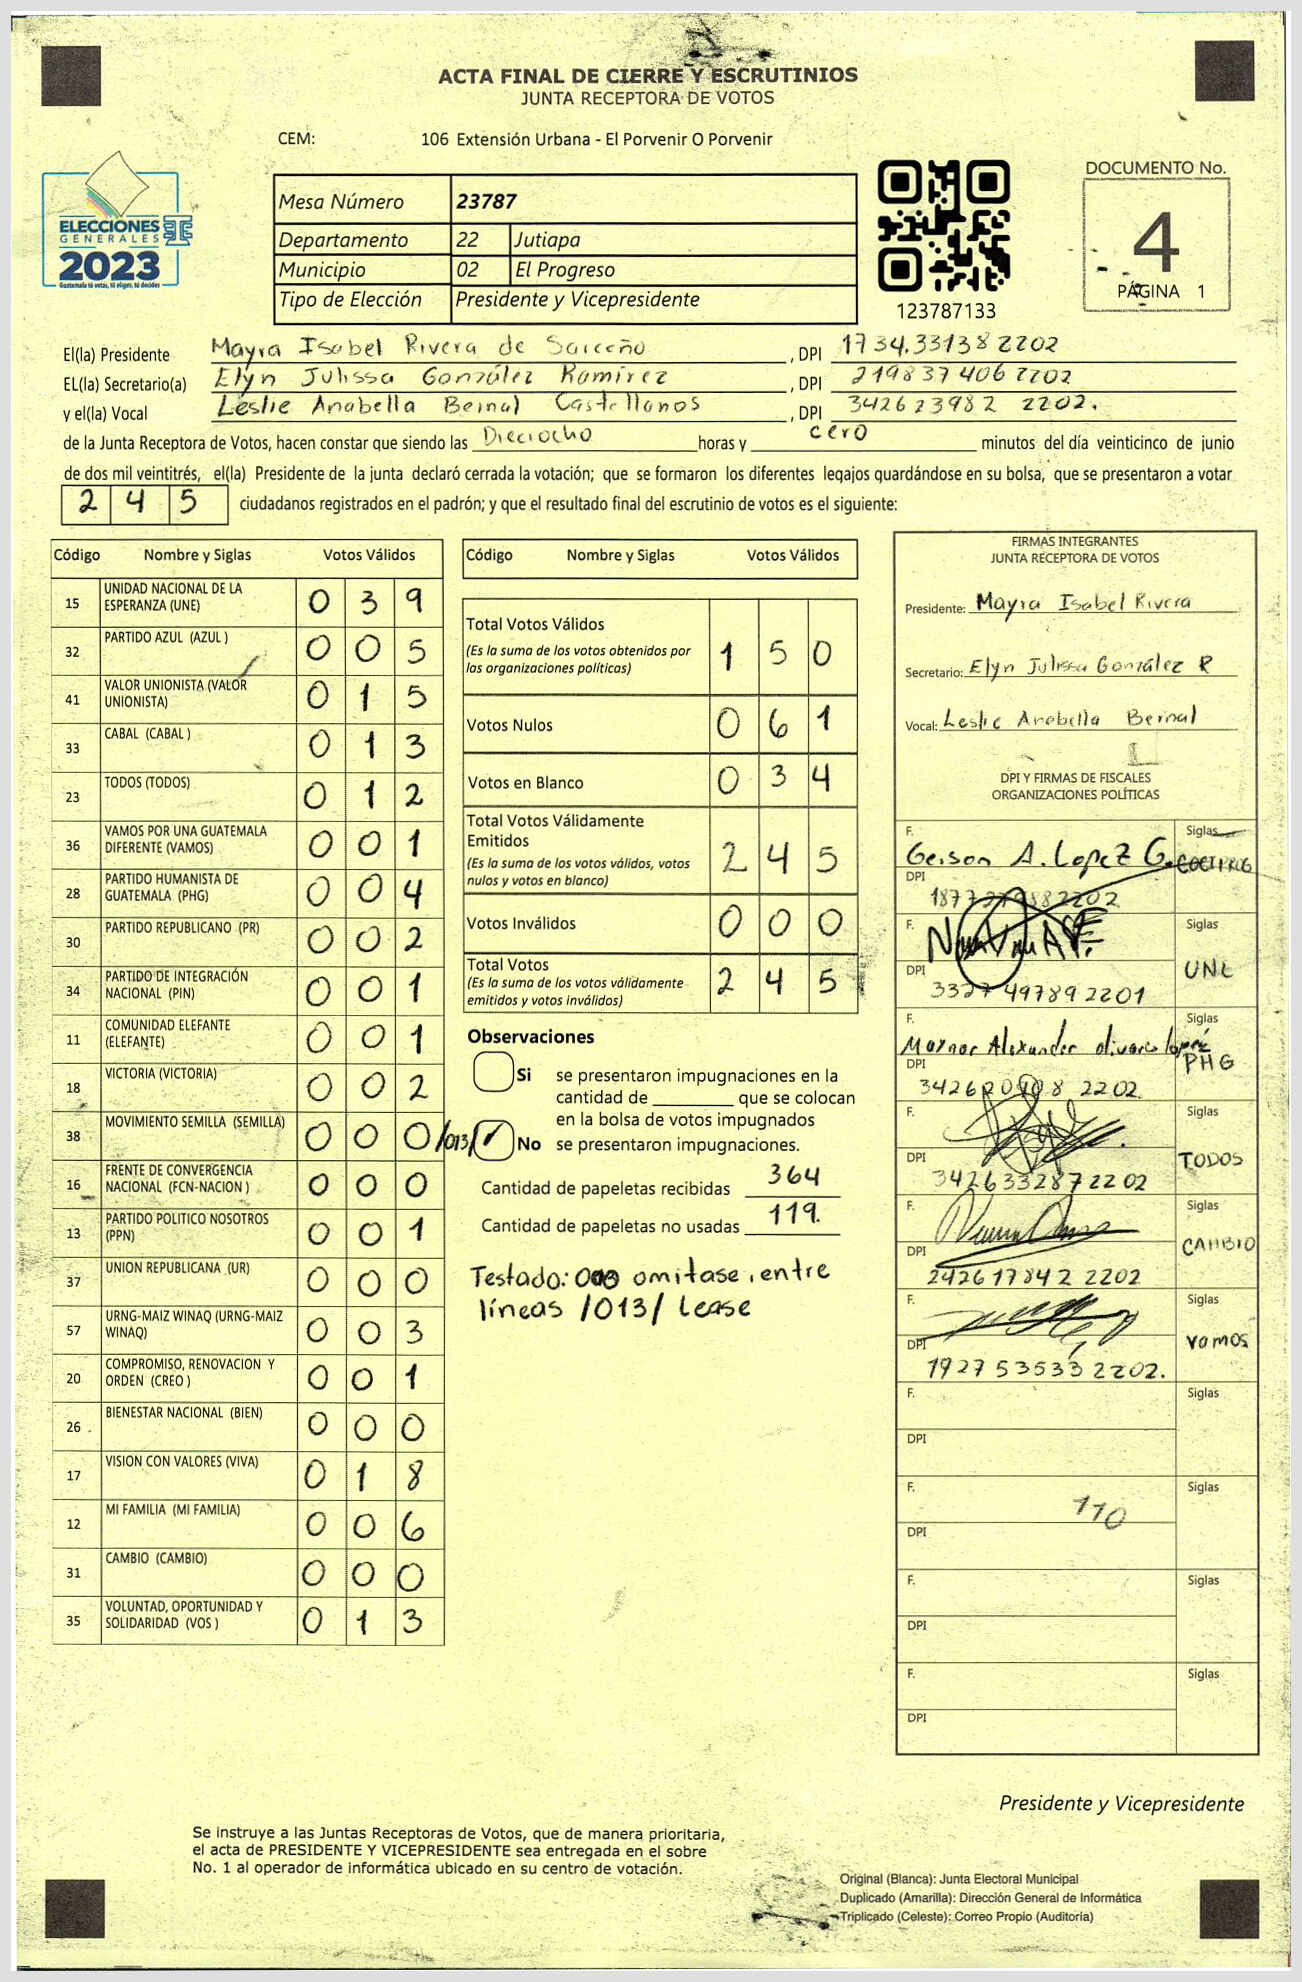 ACTA FINAL DE CIERRE Y ESCRUTINIOS
JUNTA RECEPTORA DE VOTOS
CEM: 106 Extensión Urbana - El Porvenir O Porvenir
ELECCIONES
GENERALES
2023
Guatemala tú votas, tú eliges, tú decides
Mesa Número 23787
Departamento 22 Jutiapa
Municipio 02 El Progreso
Tipo de Elección Presidente y Vicepresidente
123787133
DOCUMENTO No.
4
PÁGINA 1
El(la) Presidente Mayra Isabel Rivera de Sarceño, DPI 1734.33138 2202
EL(la) Secretario(a) Elyn Julissa González Ramírez, DPI 219837406 2202
y el(la) Vocal Leslie Anabella Bernal Castellanos, DPI 342623982 2202.
de la Junta Receptora de Votos, hacen constar que siendo las Dieciocho horas y cero minutos del día veinticinco de junio
de dos mil veintitrés, el(la) Presidente de la junta declaró cerrada la votación; que se formaron los diferentes legajos guardándose en su bolsa, que se presentaron a votar
2 4 5 ciudadanos registrados en el padrón; y que el resultado final del escrutinio de votos es el siguiente:
Código Nombre y Siglas Votos Válidos
15 UNIDAD NACIONAL DE LA ESPERANZA (UNE) 0 3 9
32 PARTIDO AZUL (AZUL ) 0 0 5
41 VALOR UNIONISTA (VALOR UNIONISTA) 0 1 5
33 CABAL (CABAL ) 0 1 3
23 TODOS (TODOS) 0 1 2
36 VAMOS POR UNA GUATEMALA DIFERENTE (VAMOS) 0 0 1
28 PARTIDO HUMANISTA DE GUATEMALA (PHG) 0 0 4
30 PARTIDO REPUBLICANO (PR) 0 0 2
34 PARTIDO DE INTEGRACIÓN NACIONAL (PIN) 0 0 1
11 COMUNIDAD ELEFANTE (ELEFANTE) 0 0 1
18 VICTORIA (VICTORIA) 0 0 2
38 MOVIMIENTO SEMILLA (SEMILLA) 0 0 0 /013/
16 FRENTE DE CONVERGENCIA NACIONAL (FCN-NACION ) 0 0 0
13 PARTIDO POLITICO NOSOTROS (PPN) 0 0 1
37 UNION REPUBLICANA (UR) 0 0 0
57 URNG-MAIZ WINAQ (URNG-MAIZ WINAQ) 0 0 3
20 COMPROMISO, RENOVACION Y ORDEN (CREO ) 0 0 1
26 BIENESTAR NACIONAL (BIEN) 0 0 0
17 VISION CON VALORES (VIVA) 0 1 8
12 MI FAMILIA (MI FAMILIA) 0 0 6
31 CAMBIO (CAMBIO) 0 0 0
35 VOLUNTAD, OPORTUNIDAD Y SOLIDARIDAD (VOS ) 0 1 3
Código Nombre y Siglas Votos Válidos
Total Votos Válidos 1 5 0
(Es la suma de los votos obtenidos por
las organizaciones políticas)
Votos Nulos 0 6 1
Votos en Blanco 0 3 4
Total Votos Válidamente
Emitidos 2 4 5
(Es la suma de los votos válidos, votos
nulos y votos en blanco)
Votos Inválidos 0 0 0
Total Votos 2 4 5
(Es la suma de los votos válidamente
emitidos y votos inválidos)
Observaciones
Si se presentaron impugnaciones en la
cantidad de ________ que se colocan
en la bolsa de votos impugnados
No se presentaron impugnaciones.
Cantidad de papeletas recibidas 364
Cantidad de papeletas no usadas 119.
Testado: omitase, entre
líneas /013/ Lease
FIRMAS INTEGRANTES
JUNTA RECEPTORA DE VOTOS
Presidente: Mayra Isabel Rivera
Secretario: Elyn Julissa González R
Vocal: Leslie Anabella Bernal
DPI Y FIRMAS DE FISCALES
ORGANIZACIONES POLÍTICAS
F. Gerson A. Lopez G. Siglas
DPI 2202
F. Siglas UNE
DPI 3327 49789 2201
F. Maynor Alexander olivares lopez Siglas PHG
DPI 2202
F. Siglas TODOS
DPI 342633287 2202
F. Siglas CAMBIO
DPI 242617842 2202
F. Siglas Vamos
DPI 1927 53533 2202.
F. Siglas
DPI
F. 110 Siglas
DPI
F. Siglas
DPI
F. Siglas
DPI
Presidente y Vicepresidente
Se instruye a las Juntas Receptoras de Votos, que de manera prioritaria,
el acta de PRESIDENTE Y VICEPRESIDENTE sea entregada en el sobre
No. 1 al operador de informática ubicado en su centro de votación.
Original (Blanca): Junta Electoral Municipal
Duplicado (Amarilla): Dirección General de Informática
Triplicado (Celeste): Correo Propio (Auditoria)